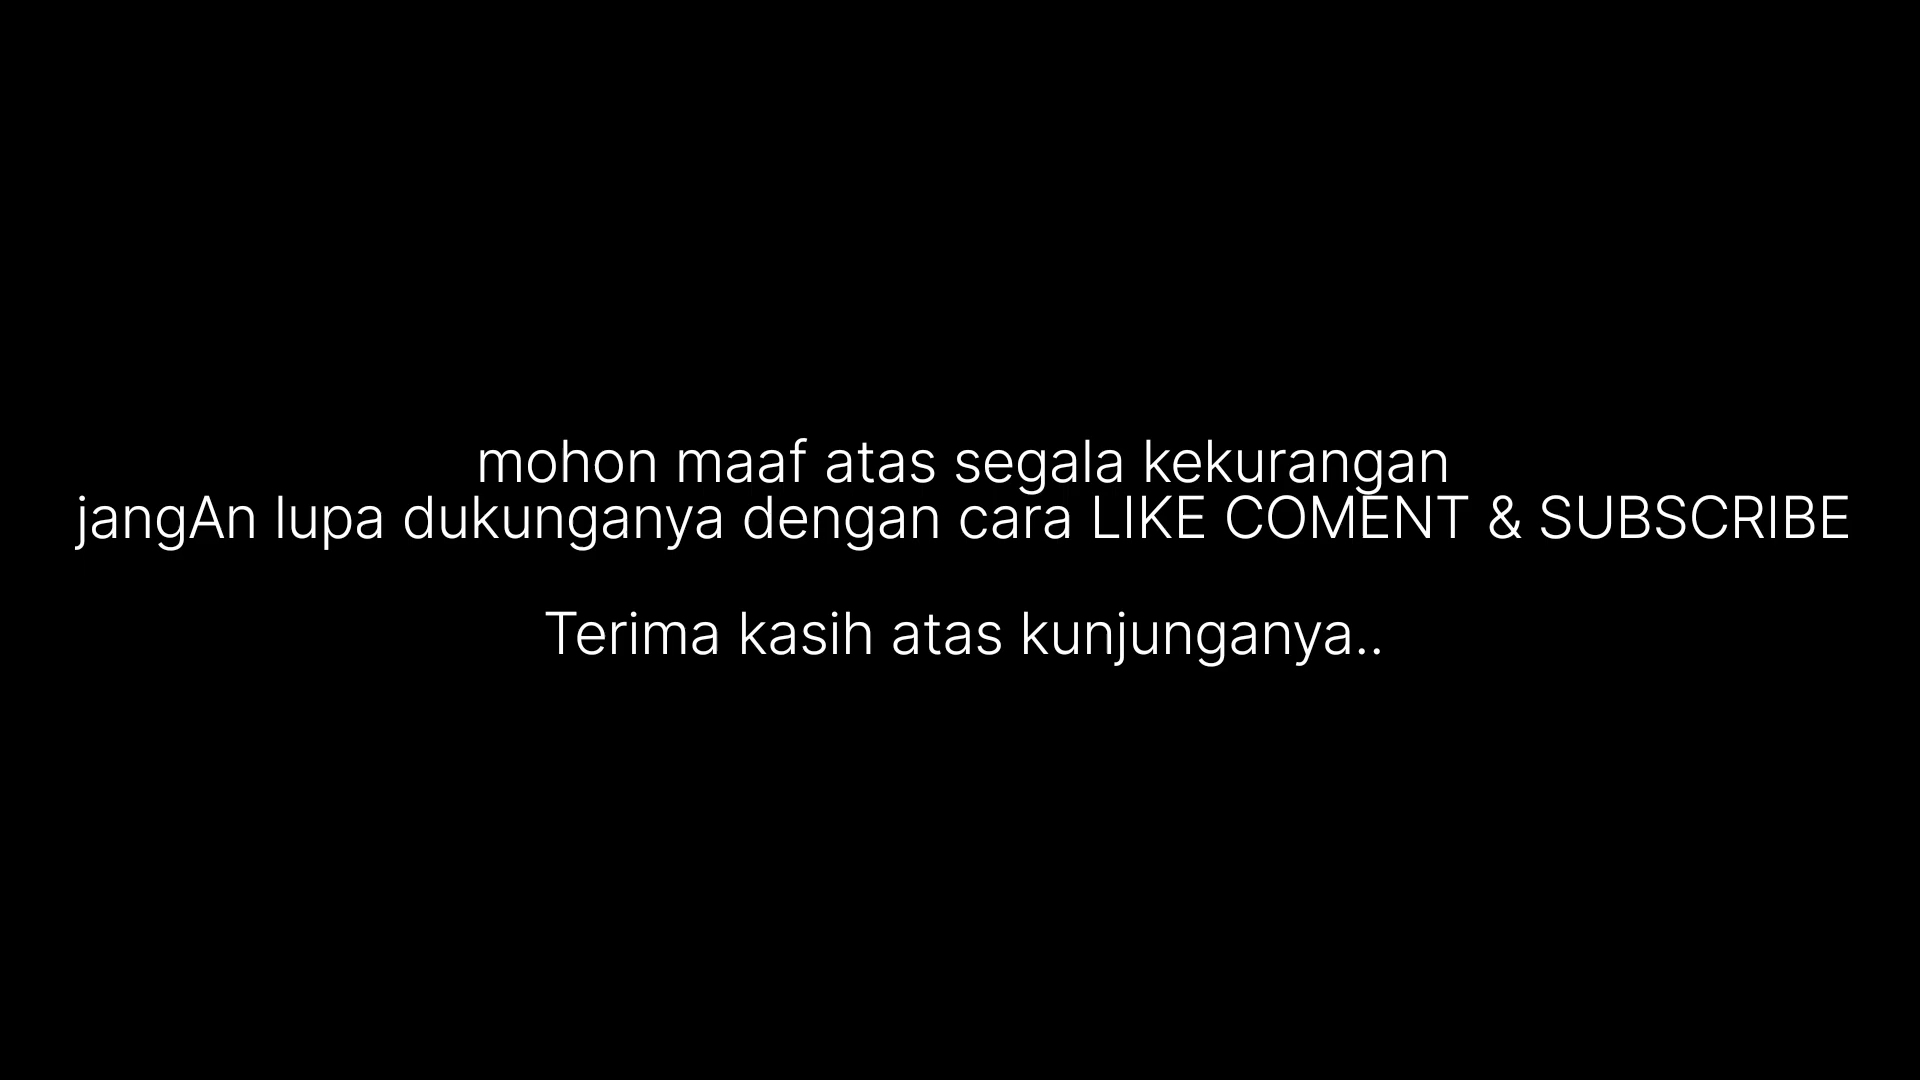 mohon maaf atas segala kekurangan
jangAn lupa dukunganya dengan cara LIKE COMENT & SUBSCRIBE
Terima kasih atas kunjunganya..